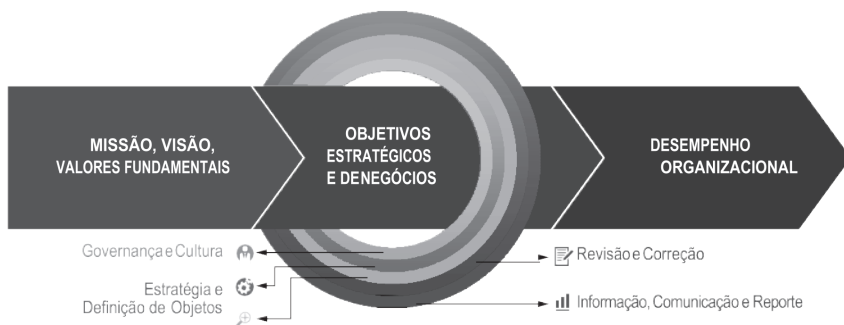 MISSÃO, VISÃO,
VALORES FUNDAMENTAIS
OBJETIVOS
ESTRATÉGICOS
E DENEGÓCIOS
DESEMPENHO
ORGANIZACIONAL
Governança e Cultura
Estratégia e
Definição de Objetos
Revisão e Correção
Informação, Comunicação e Reporte